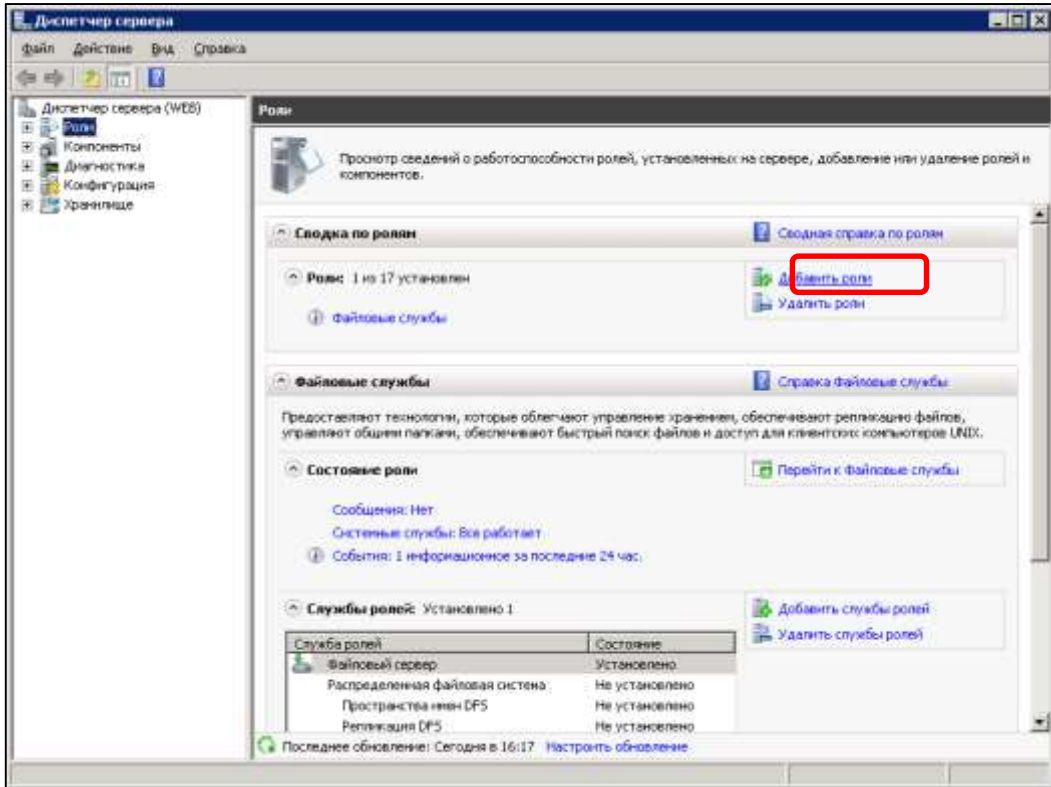 Диспетчер сервера
Файл Действие Вид Справка
Диспетчер сервера (WEB)
Роли
Компоненты
Диагностика
Конфигурация
Хранилище
Роли
Просмотр сведений о работоспособности ролей, установленных на сервере, добавление или удаление ролей и
компонентов.
Сводка по ролям
Сводная справка по ролям
Роли: 1 из 17 установлен
Добавить роли
Удалить роли
Файловые службы
Файловые службы
Справка Файловые службы
Предоставляют технологии, которые облегчают управление хранением, обеспечивают репликацию файлов,
управляют общими папками, обеспечивают быстрый поиск файлов и доступ для клиентских компьютеров UNIX.
Состояние роли
Перейти к Файловые службы
Сообщения: Нет
Системные службы: Все работает
События: 1 информационное за последние 24 час.
Службы ролей: Установлено 1
Добавить службы ролей
Удалить службы ролей
Служба ролей Состояние
Файловый сервер Установлено
Распределенная файловая система Не установлено
Пространства имен DFS Не установлено
Репликация DFS Не установлено
Последнее обновление: Сегодня в 16:17 Настроить обновление